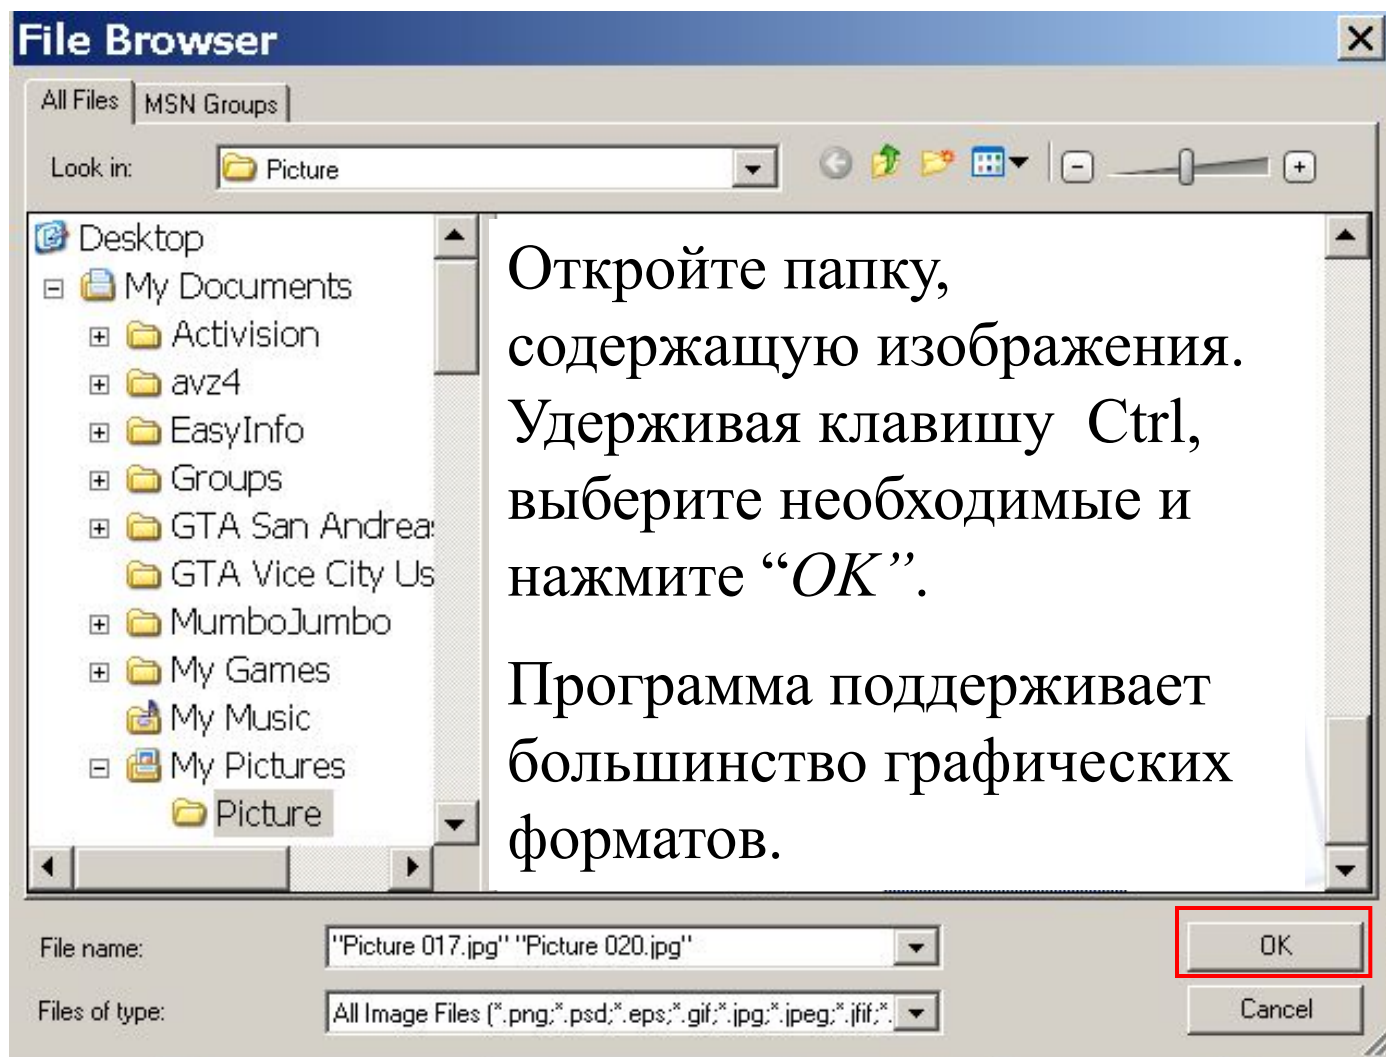 File Browser
All Files
MSN Groups
Look in:
Picture
Desktop
My Documents
Activision
avz4
EasyInfo
Groups
GTA San Andrea
GTA Vice City Us
MumboJumbo
My Games
My Music
My Pictures
Picture
Откройте папку,
содержащую изображения.
Удерживая клавишу Ctrl,
выберите необходимые и
нажмите “OK”.
Программа поддерживает
большинство графических
форматов.
File name:
"Picture 017.jpg" "Picture 020.jpg"
OK
Files of type:
All Image Files (*.png;*.psd;*.eps;*.gif;*.jpg;*.jpeg;*.jfif;*.
Cancel